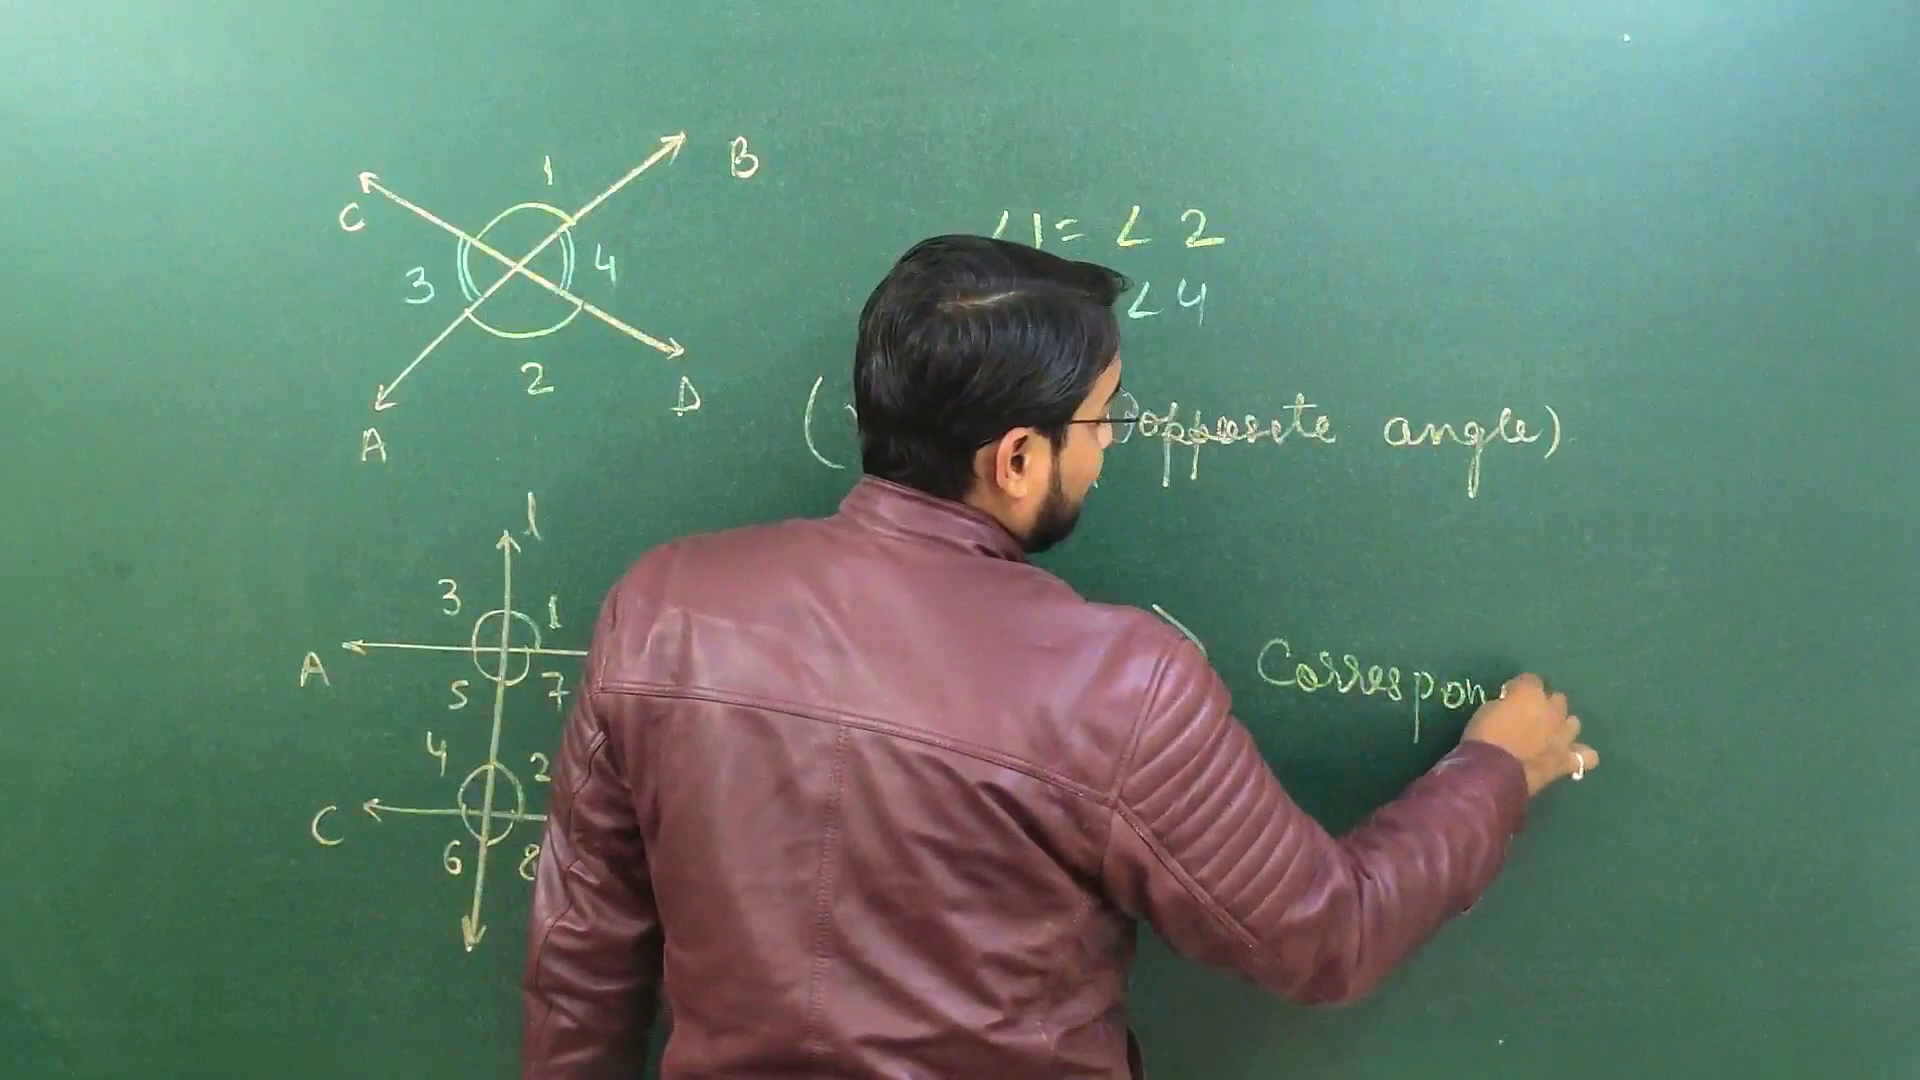 1
B
C
3
4
2
D
A
∠1= ∠2
∠4
( opposite angle)
l
3
1
A
5
7
4
2
C
6
8
Correspon